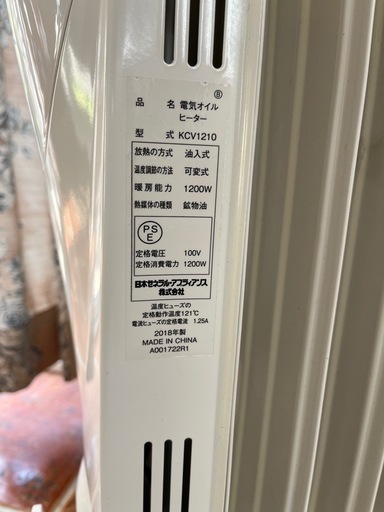 Ⓑ
品 名 電気オイル
ヒーター
型 式 KCV1210
放熱の方式 油入式
温度調節の方法 可変式
暖房能力 1200W
熱媒体の種類 鉱物油
PS
E
定格電圧 100V
定格消費電力 1200W
日本ゼネラル・アプライアンス
株式会社
温度ヒューズの
定格動作温度121℃
電流ヒューズの定格電流 1.25A
2018年製
MADE IN CHINA
A001722R1